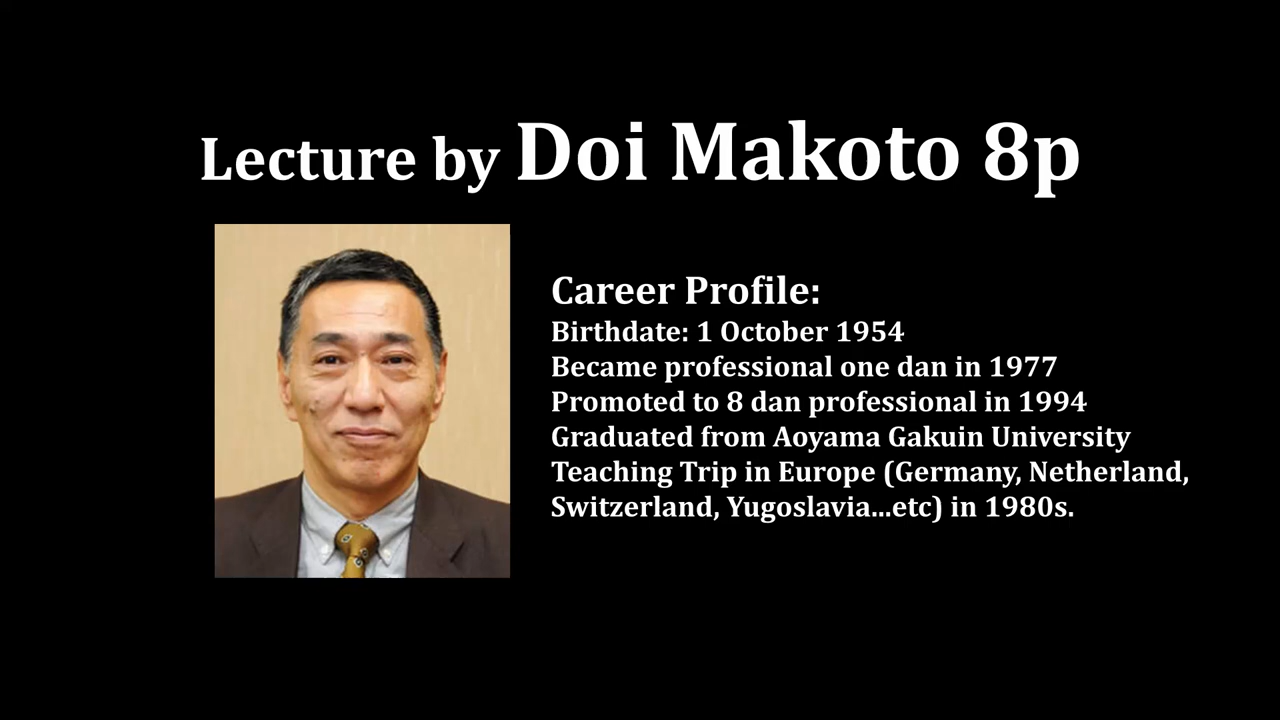 Lecture by Doi Makoto 8p
Career Profile:
Birthdate: 1 October 1954
Became professional one dan in 1977
Promoted to 8 dan professional in 1994
Graduated from Aoyama Gakuin University
Teaching Trip in Europe (Germany, Netherland,
Switzerland, Yugoslavia...etc) in 1980s.